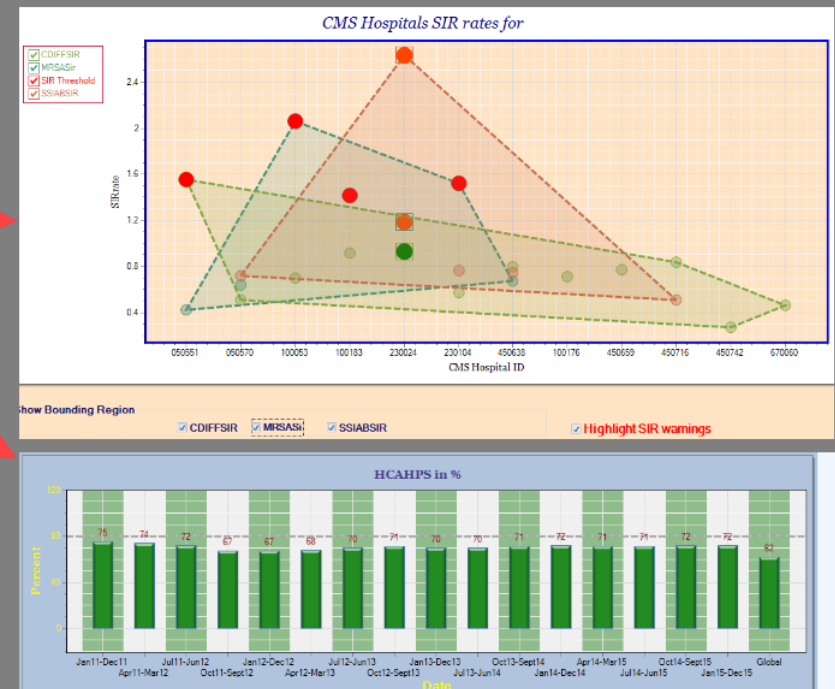 CMS Hospitals SIR rates for
CDIFFSIR
MRSASir
SIR Threshold
SSIABSIR
SIRrate
2.4
2
1.6
1.2
0.8
0.4
050551 050570 100053 100183 230024 230104 450638 100176 450659 450716 450742 670060
CMS Hospital ID
Show Bounding Region
CDIFFSIR MRSASi SSIABSIR Highlight SIR warnings
HCAHPS in %
Percent
120
80
40
0
75 74 72 67 67 68 70 71 70 70 71 72 71 71 72 72 62
Jan11-Dec11 Jul11-Jun12 Jan12-Dec12 Jul12-Jun13 Jan13-Dec13 Oct13-Sept14 Apr14-Mar15 Oct14-Sept15 Global
Apr11-Mar12 Oct11-Sept12 Apr12-Mar13 Oct12-Sept13 Jul13-Jun14 Jan14-Dec14 Jul14-Jun15 Jan15-Dec15
Date